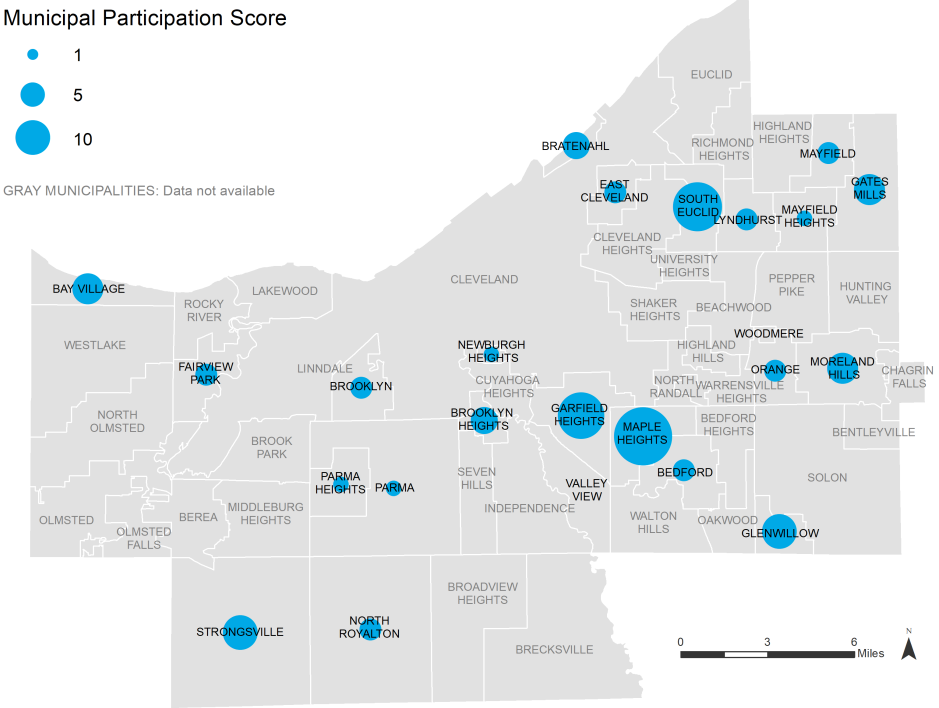 Municipal Participation Score
1
5
10
GRAY MUNICIPALITIES: Data not available
EUCLID
HIGHLAND
HEIGHTS
BRATENAHL
RICHMOND
HEIGHTS
MAYFIELD
EAST
CLEVELAND
GATES
MILLS
SOUTH
EUCLID
LYNDHURST
MAYFIELD
HEIGHTS
CLEVELAND
HEIGHTS
UNIVERSITY
HEIGHTS
CLEVELAND
BAY VILLAGE
LAKEWOOD
ROCKY
RIVER
PEPPER
PIKE
HUNTING
VALLEY
SHAKER
HEIGHTS
BEACHWOOD
WOODMERE
WESTLAKE
NEWBURGH
HEIGHTS
HIGHLAND
HILLS
FAIRVIEW
PARK
LINNDALE
BROOKLYN
CUYAHOGA
HEIGHTS
NORTH
RANDALL
WARRENSVILLE
HEIGHTS
ORANGE
MORELAND
HILLS
CHAGRIN
FALLS
NORTH
OLMSTED
BROOKLYN
HEIGHTS
GARFIELD
HEIGHTS
MAPLE
HEIGHTS
BEDFORD
HEIGHTS
BENTLEYVILLE
BROOK
PARK
PARMA
HEIGHTS
PARMA
SEVEN
HILLS
BEDFORD
VALLEY
VIEW
SOLON
OLMSTED
OLMSTED
FALLS
BEREA
MIDDLEBURG
HEIGHTS
INDEPENDENCE
WALTON
HILLS
OAKWOOD
GLENWILLOW
BROADVIEW
HEIGHTS
STRONGSVILLE
NORTH
ROYALTON
BRECKSVILLE
0 3 6
Miles
N